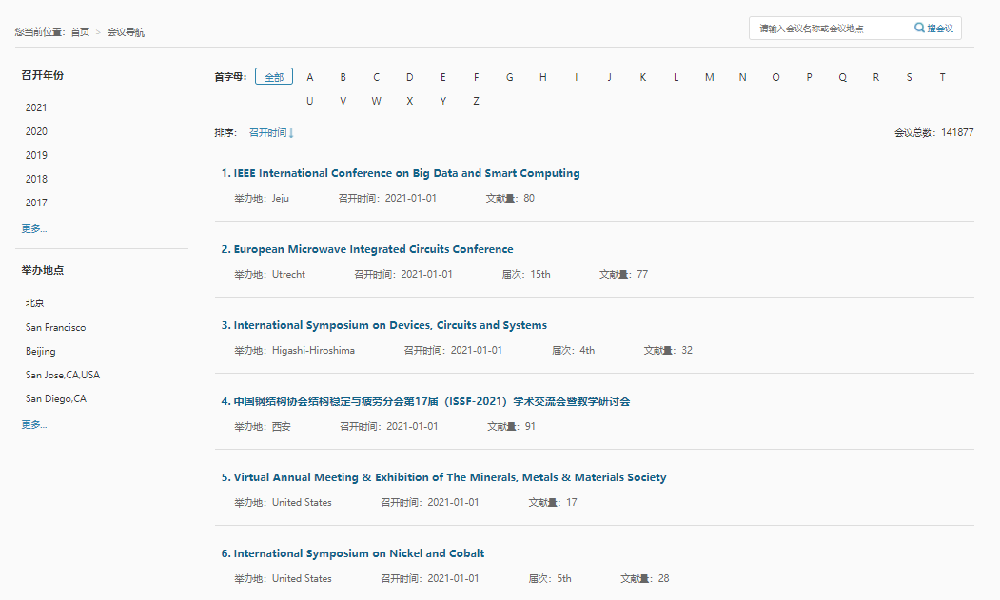 您当前位置： 首页 > 会议导航
请输入会议名称或会议地点 搜会议
召开年份
2021
2020
2019
2018
2017
更多...
举办地点
北京
San Francisco
Beijing
San Jose,CA,USA
San Diego,CA
更多...
首字母： 全部 A B C D E F G H I J K L M N O P Q R S T
U V W X Y Z
排序： 召开时间↓ 会议总数：141877
1. IEEE International Conference on Big Data and Smart Computing
举办地：Jeju 召开时间：2021-01-01 文献量：80
2. European Microwave Integrated Circuits Conference
举办地：Utrecht 召开时间：2021-01-01 届次：15th 文献量：77
3. International Symposium on Devices, Circuits and Systems
举办地：Higashi-Hiroshima 召开时间：2021-01-01 届次：4th 文献量：32
4. 中国钢结构协会结构稳定与疲劳分会第17届（ISSF-2021）学术交流会暨教学研讨会
举办地：西安 召开时间：2021-01-01 文献量：91
5. Virtual Annual Meeting & Exhibition of The Minerals, Metals & Materials Society
举办地：United States 召开时间：2021-01-01 文献量：17
6. International Symposium on Nickel and Cobalt
举办地：United States 召开时间：2021-01-01 届次：5th 文献量：28